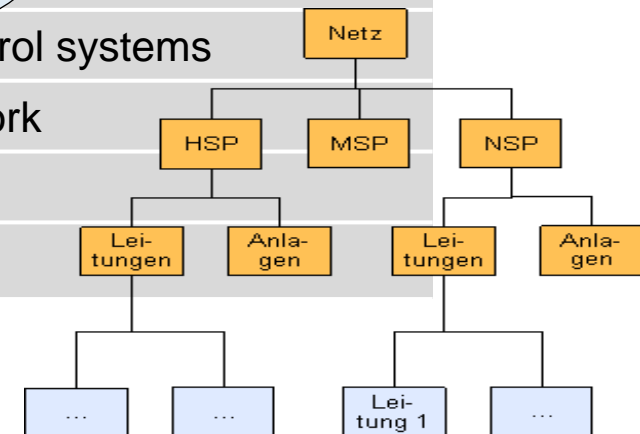 Netz
rol systems
ork
HSP MSP NSP
Lei-
tungen
Anla-
gen
Lei-
tungen
Anla-
gen
...
...
Lei-
tung 1
...